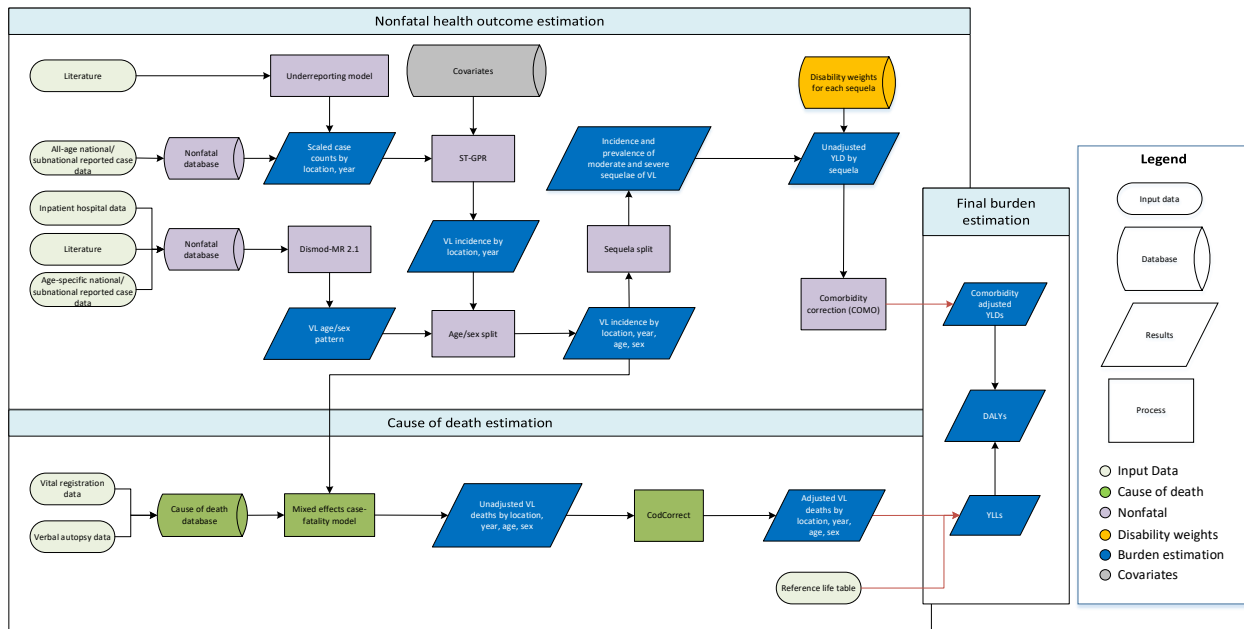 Nonfatal health outcome estimation
Literature
Underreporting model
Covariates
Disability weights
for each sequela
All-age national/
subnational reported case
data
Nonfatal
database
Scaled case
counts by
location, year
ST-GPR
Incidence and
prevalence of
moderate and severe
sequelae of VL
Unadjusted
YLD by
sequela
Inpatient hospital data
Literature
Age-specific national/
subnational reported case
data
Nonfatal
database
Dismod-MR 2.1
VL incidence by
location, year
Sequela split
Comorbidity
correction (COMO)
VL age/sex
pattern
Age/sex split
VL incidence by
location, year,
age, sex
Final burden
estimation
Comorbidity
adjusted
YLDs
DALYs
YLLs
Cause of death estimation
Vital registration
data
Verbal autopsy data
Cause of death
database
Mixed effects case-
fatality model
Unadjusted VL
deaths by location,
year, age, sex
CodCorrect
Adjusted VL
deaths by
location, year,
age, sex
Reference life table
Legend
Input data
Database
Results
Process
Input Data
Cause of death
Nonfatal
Disability weights
Burden estimation
Covariates